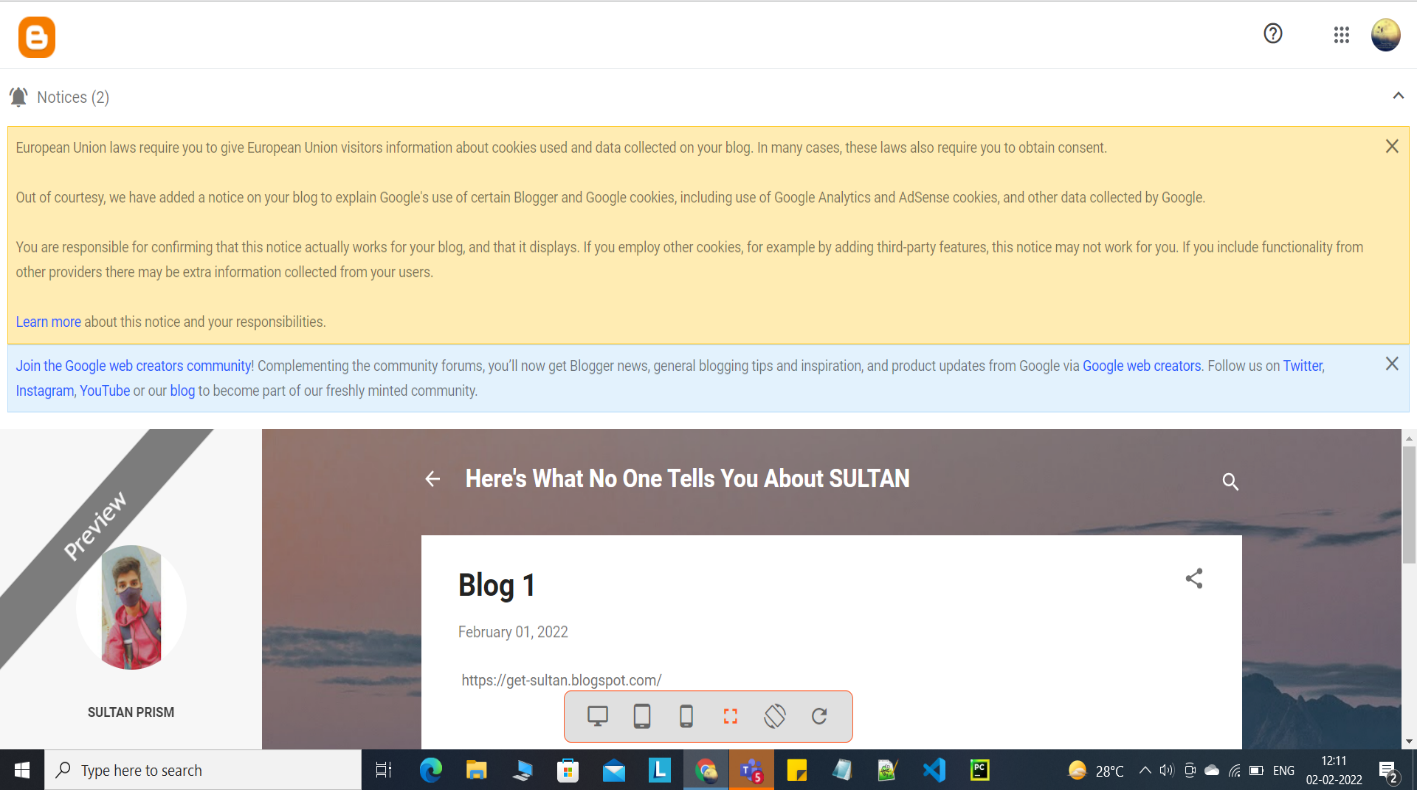 Notices (2)
European Union laws require you to give European Union visitors information about cookies used and data collected on your blog. In many cases, these laws also require you to obtain consent.
Out of courtesy, we have added a notice on your blog to explain Google's use of certain Blogger and Google cookies, including use of Google Analytics and AdSense cookies, and other data collected by Google.
You are responsible for confirming that this notice actually works for your blog, and that it displays. If you employ other cookies, for example by adding third-party features, this notice may not work for you. If you include functionality from
other providers there may be extra information collected from your users.
Learn more about this notice and your responsibilities.
Join the Google web creators community! Complementing the community forums, you’ll now get Blogger news, general blogging tips and inspiration, and product updates from Google via Google web creators. Follow us on Twitter,
Instagram, YouTube or our blog to become part of our freshly minted community.
Preview
SULTAN PRISM
Here's What No One Tells You About SULTAN
Blog 1
February 01, 2022
https://get-sultan.blogspot.com/
Type here to search
L
T 5
PC
28°C
ENG
12:11
02-02-2022
2